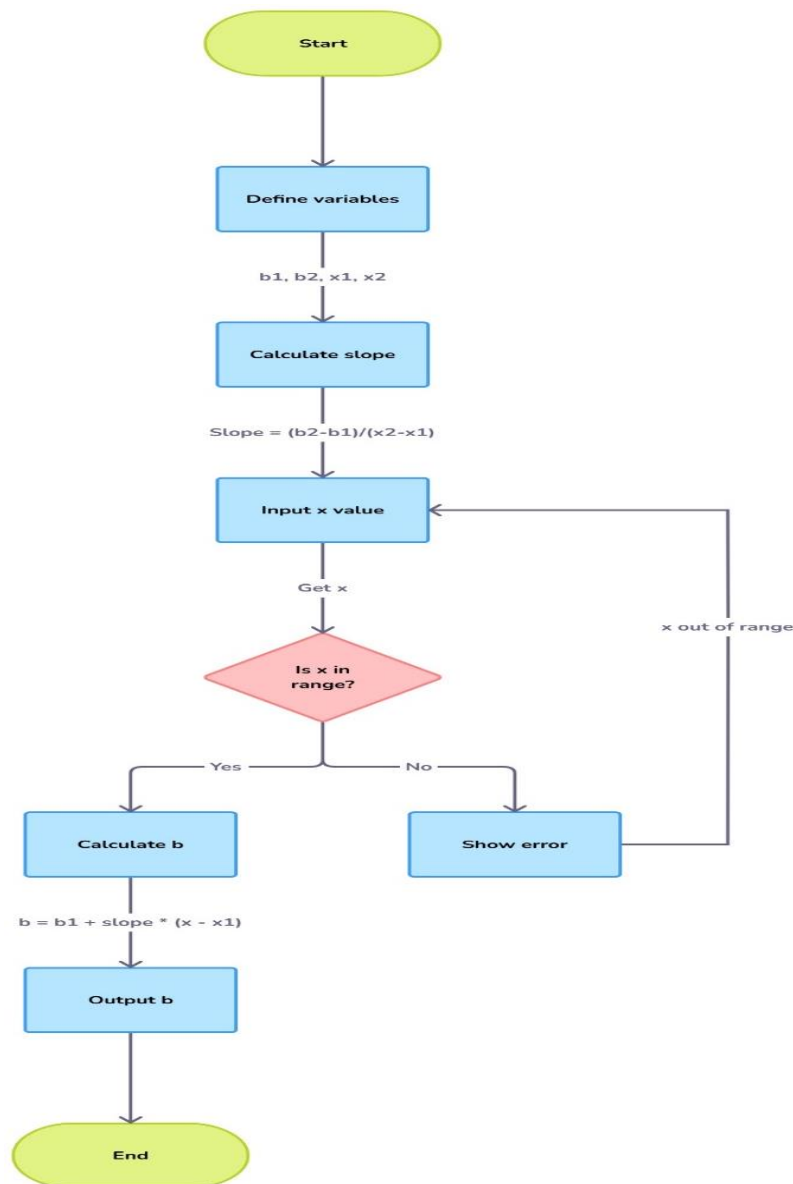 Start
Define variables
b1, b2, x1, x2
Calculate slope
Slope = (b2-b1)/(x2-x1)
Input x value
Get x
x out of range
Is x in
range?
Yes
No
Calculate b
Show error
b = b1 + slope * (x - x1)
Output b
End